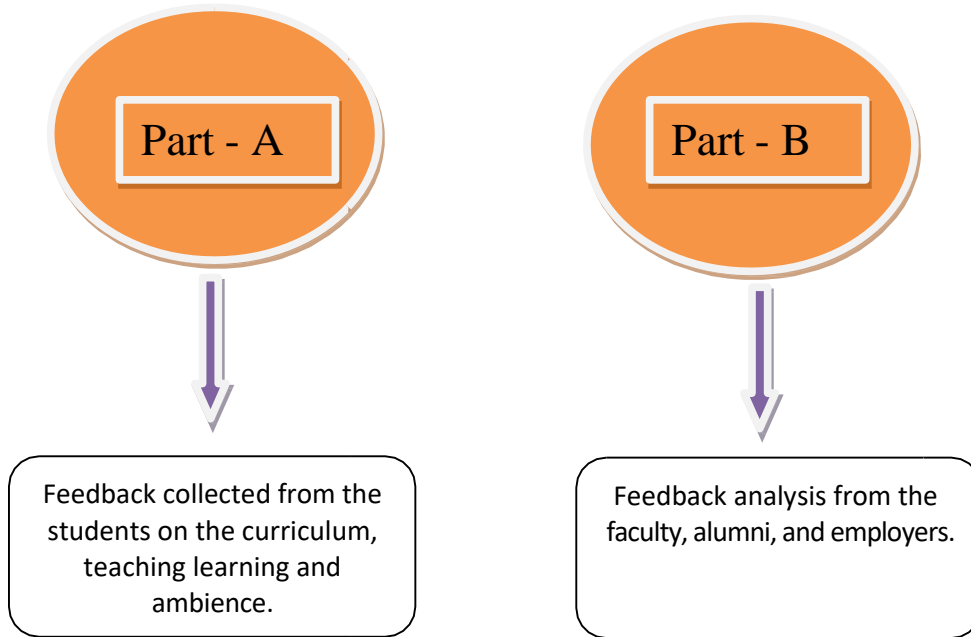 Part - A
Part - B
Feedback collected from the
students on the curriculum,
teaching learning and
ambience.
Feedback analysis from the
faculty, alumni, and employers.